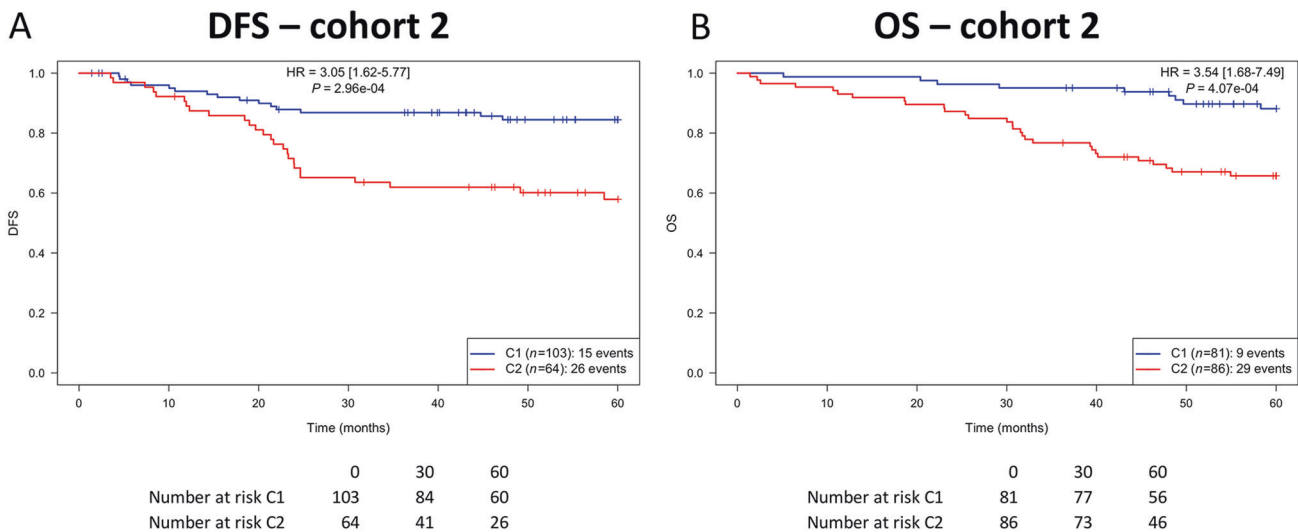 A
DFS – cohort 2
HR = 3.05 [1.62-5.77]
P = 2.96e-04
1.0
0.8
0.6
0.4
0.2
0.0
DFS
C1 (n=103): 15 events
C2 (n=64): 26 events
0 10 20 30 40 50 60
Time (months)
0 30 60
Number at risk C1 103 84 60
Number at risk C2 64 41 26
B
OS – cohort 2
HR = 3.54 [1.68-7.49]
P = 4.07e-04
1.0
0.8
0.6
0.4
0.2
0.0
OS
C1 (n=81): 9 events
C2 (n=86): 29 events
0 10 20 30 40 50 60
Time (months)
0 30 60
Number at risk C1 81 77 56
Number at risk C2 86 73 46